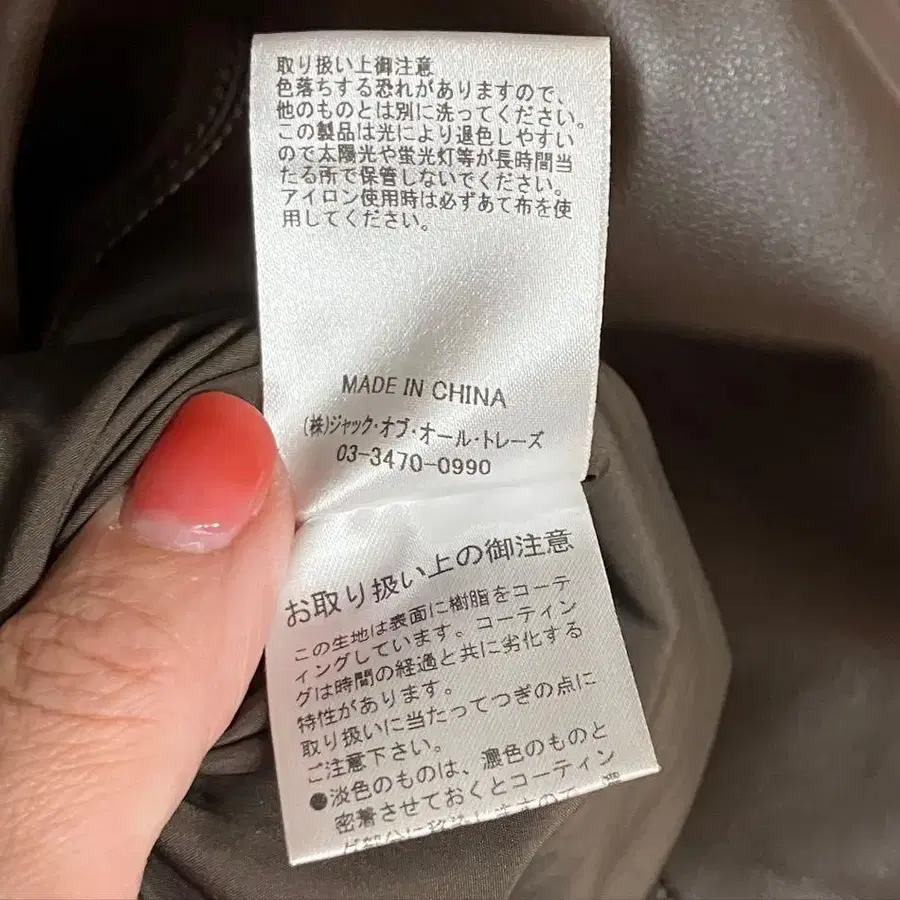 取り扱い上御注意
色落ちする恐れがありますので、
他のものとは別に洗ってください。
この製品は光により退色しやすい
ので太陽光や蛍光灯等が長時間当
たる所で保管しないでください。
アイロン使用時は必ずあて布を使
用してください。
MADE IN CHINA
(株)ジャック・オブ・オール・トレーズ
03-3470-0990
お取り扱い上の御注意
この生地は表面に樹脂をコーテ
ィングしています。コーティン
グは時間の経過と共に劣化する
特性があります。
取り扱いに当たってつぎの点に
ご注意下さい。
●淡色のものは、濃色のものと
密着させておくとコーティン
グ部分に移染しますので、